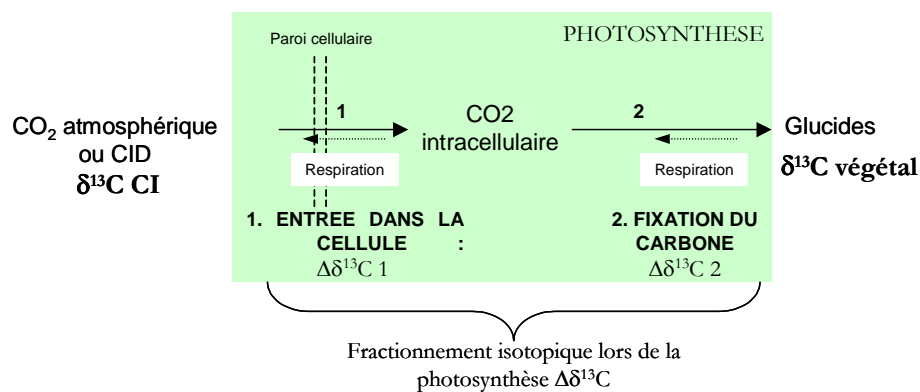 PHOTOSYNTHESE
Paroi cellulaire
1
2
CO2 atmosphérique
ou CID
δ¹³C CI
CO2
intracellulaire
Glucides
δ¹³C végétal
Respiration
Respiration
1. ENTREE DANS LA
CELLULE :
Δδ¹³C 1
2. FIXATION DU
CARBONE
Δδ¹³C 2
Fractionnement isotopique lors de la
photosynthèse Δδ¹³C